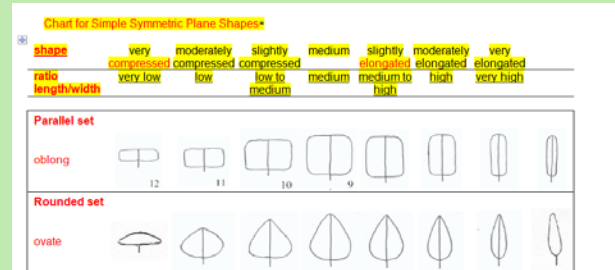 Chart for Simple Symmetric Plane Shapes
shape very compressed moderately compressed slightly compressed medium slightly elongated moderately elongated very elongated
ratio length/width very low low low to medium medium medium to high high very high
Parallel set
oblong
12 11 10 9
Rounded set
ovate